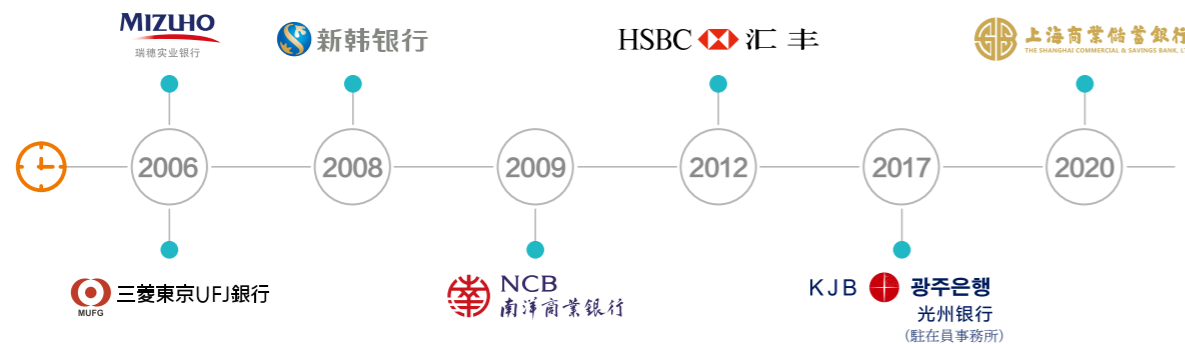 MIZUHO
瑞穗实业银行
新韩银行
HSBC 汇丰
上海商業儲蓄銀行
THE SHANGHAI COMMERCIAL & SAVINGS BANK, L
2006
2008
2009
2012
2017
2020
MUFG
三菱東京UFJ銀行
NCB
南洋商業銀行
KJB 광주은행
光州银行
(駐在員事務所)